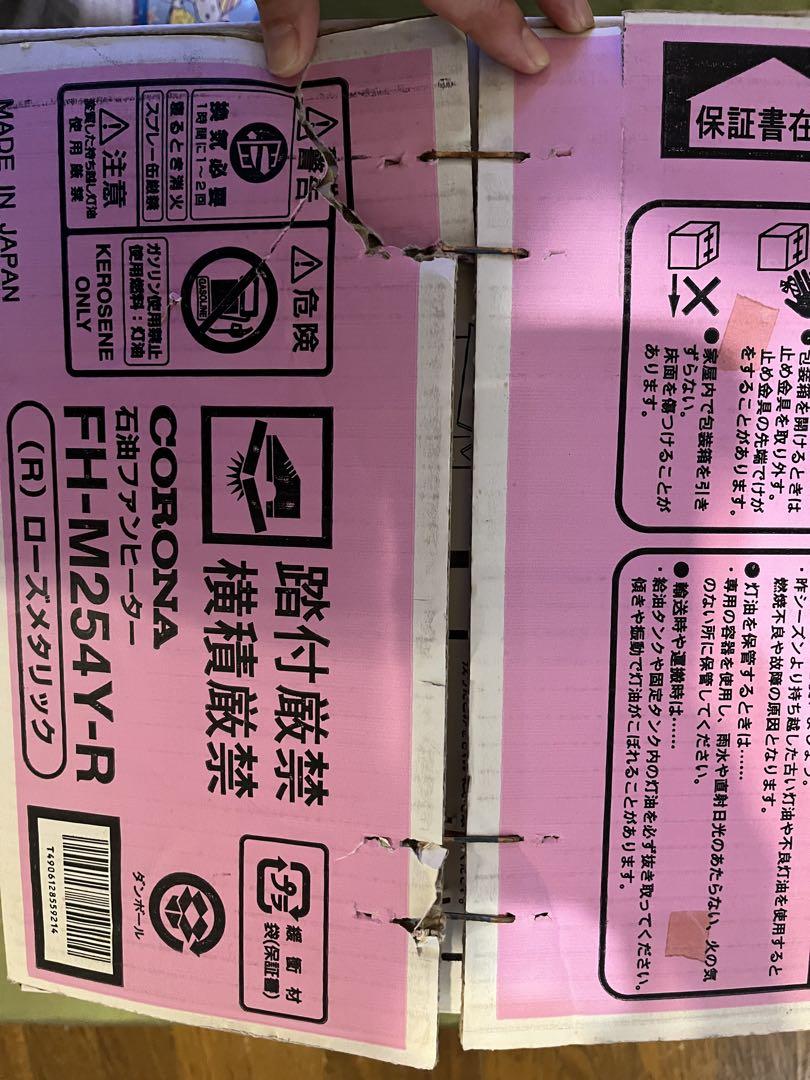 警告
換気必要
1時間に1～2回
寝るとき消火
スプレー缶厳禁
注意
使用厳禁
危険
GASOLINE
ガソリン使用禁止
使用燃料：灯油
KEROSENE
ONLY
MADE IN JAPAN
踏付厳禁
横積厳禁
CORONA
石油ファンヒーター
FH-M254Y-R
(R) ローズメタリック
緩衝材
袋(保証書)
プラ
ダンボール
T4906128559214
保証書在
●包装箱を開けるときは
止め金具を取り外す。
止め金具の先端でけが
をすることがあります。
●家屋内で包装箱を引き
ずらない。
床面を傷つけることが
あります。
・昨シーズンより持ち越した古い灯油や不良灯油を使用すると
燃焼不良や故障の原因となります。
●灯油を保管するときは……
・専用の容器を使用し、雨水や直射日光のあたらない、火の気
のない所に保管してください。
●輸送時や運搬時は……
・給油タンクや固定タンク内の灯油を必ず抜き取ってください。
傾きや振動で灯油がこぼれることがあります。